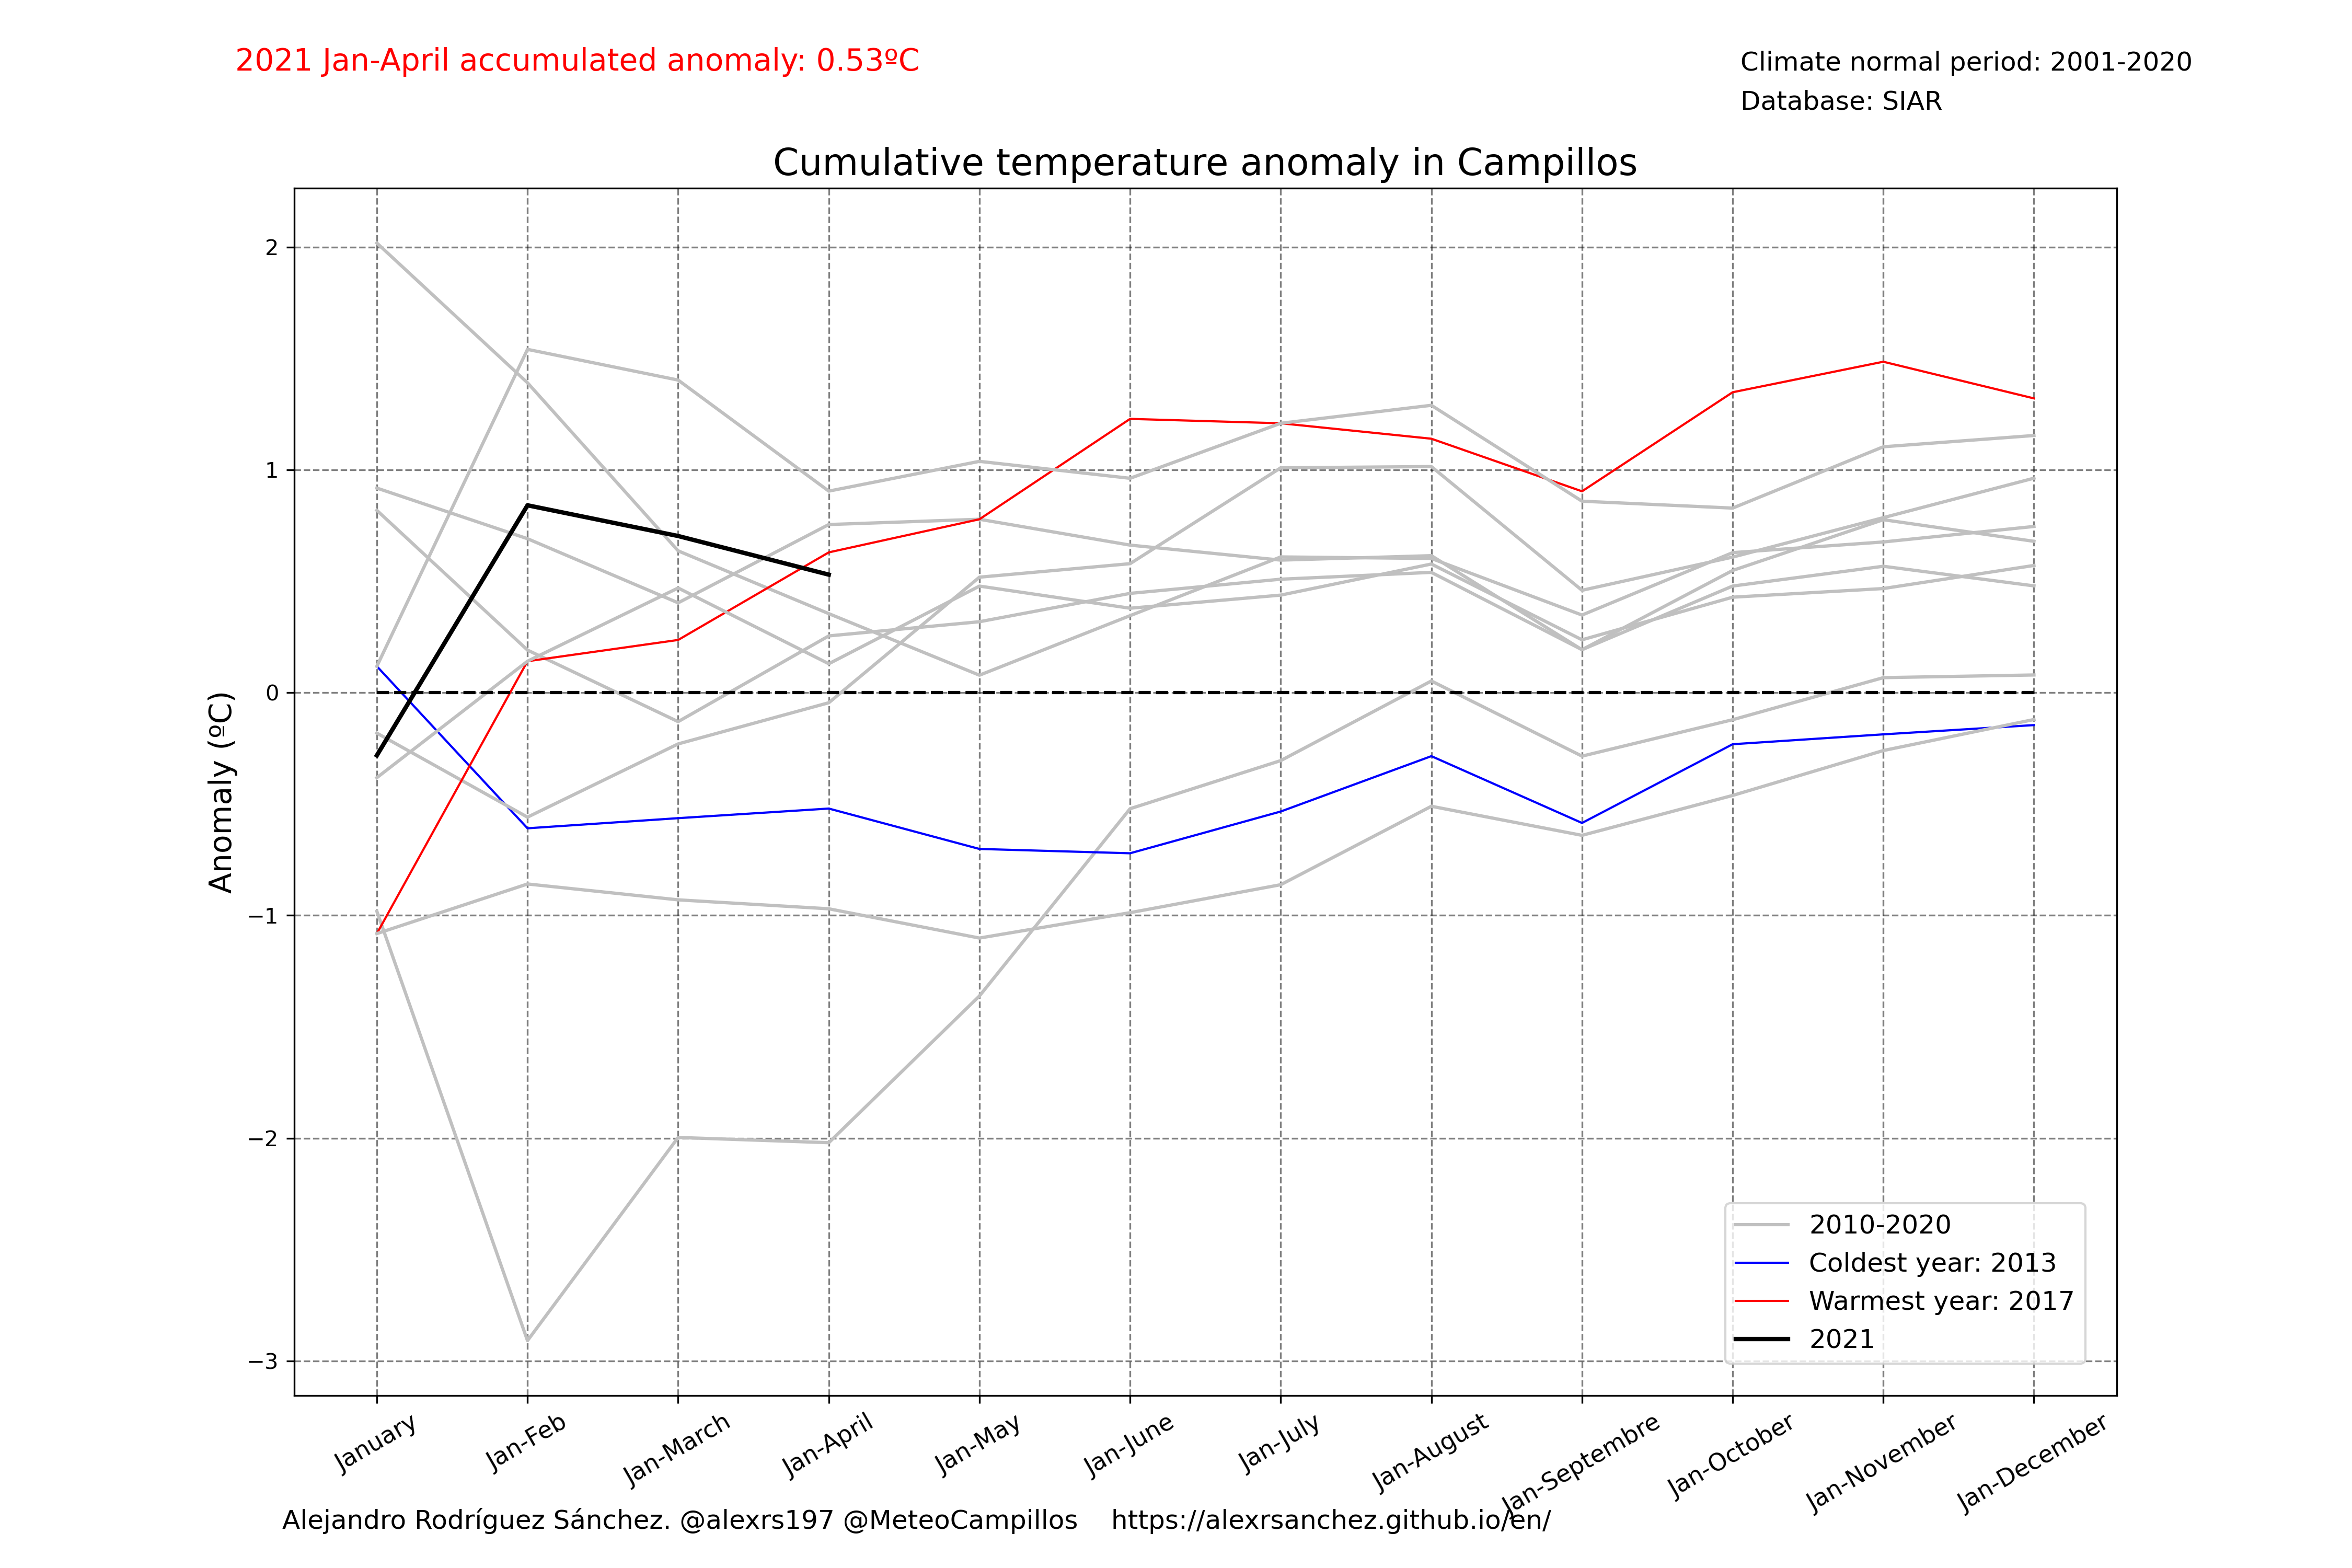 2021 Jan-April accumulated anomaly: 0.53ºC
Climate normal period: 2001-2020
Database: SIAR
Cumulative temperature anomaly in Campillos
Anomaly (ºC)
2
1
0
−1
−2
−3
2010-2020
Coldest year: 2013
Warmest year: 2017
2021
January
Jan-Feb
Jan-March
Jan-April
Jan-May
Jan-June
Jan-July
Jan-August
Jan-Septembre
Jan-October
Jan-November
Jan-December
Alejandro Rodríguez Sánchez. @alexrs197 @MeteoCampillos https://alexrsanchez.github.io/en/